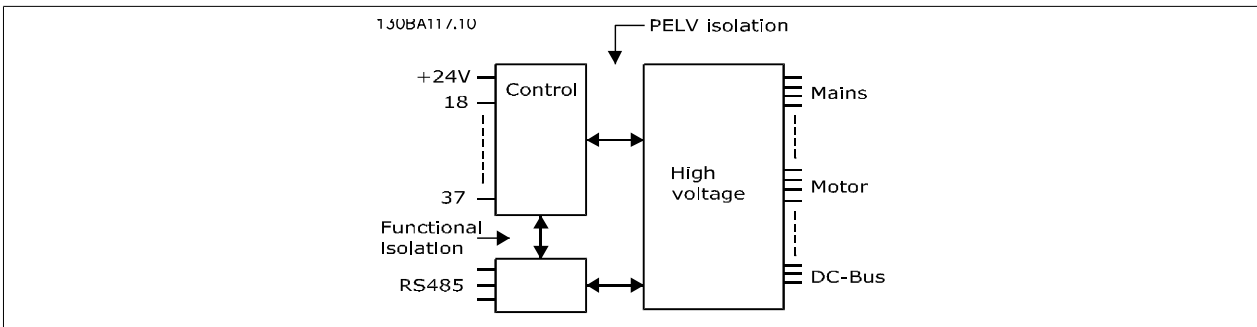 130BA117.10
PELV isolation
+24V
Control
18
Mains
High
voltage
37
Motor
Functional
isolation
RS485
DC-Bus